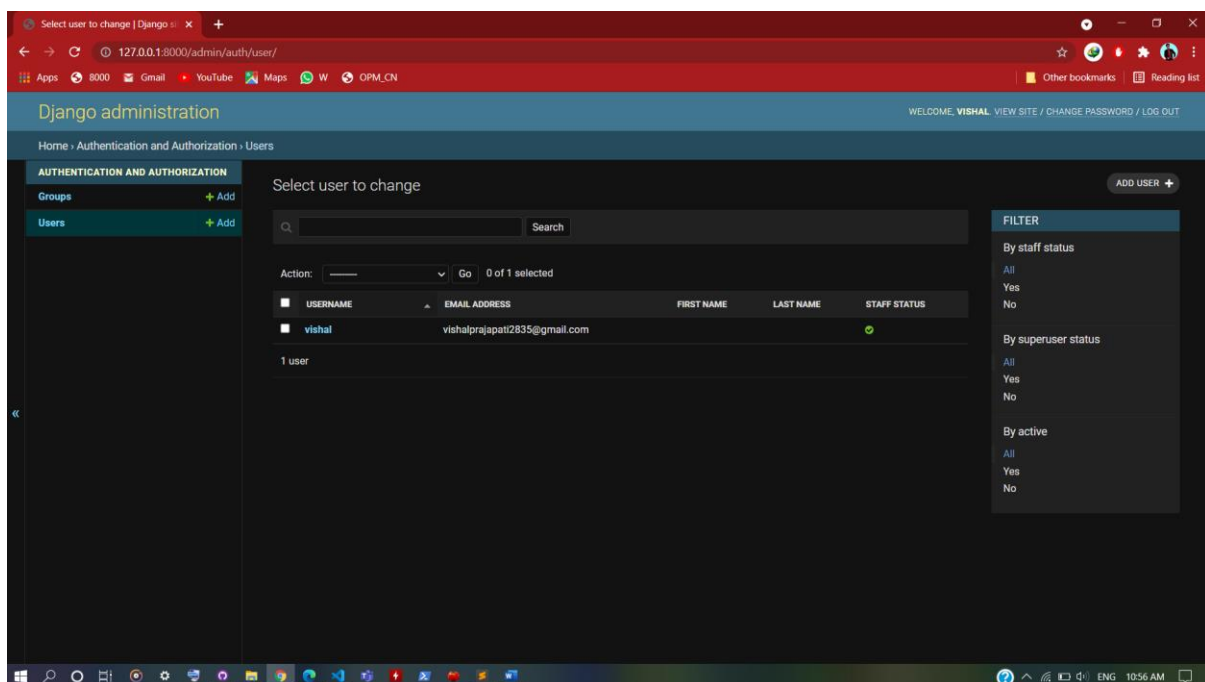 Select user to change | Django si
127.0.0.1:8000/admin/auth/user/
Apps 8000 Gmail YouTube Maps W OPM_CN Other bookmarks Reading list
Django administration
WELCOME, VISHAL. VIEW SITE / CHANGE PASSWORD / LOG OUT
Home › Authentication and Authorization › Users
AUTHENTICATION AND AUTHORIZATION
Groups + Add
Users + Add
Select user to change
ADD USER +
Search
Action: --------- Go 0 of 1 selected
USERNAME EMAIL ADDRESS FIRST NAME LAST NAME STAFF STATUS
vishal vishalprajapati2835@gmail.com
1 user
FILTER
By staff status
All
Yes
No
By superuser status
All
Yes
No
By active
All
Yes
No
«
ENG 10:56 AM